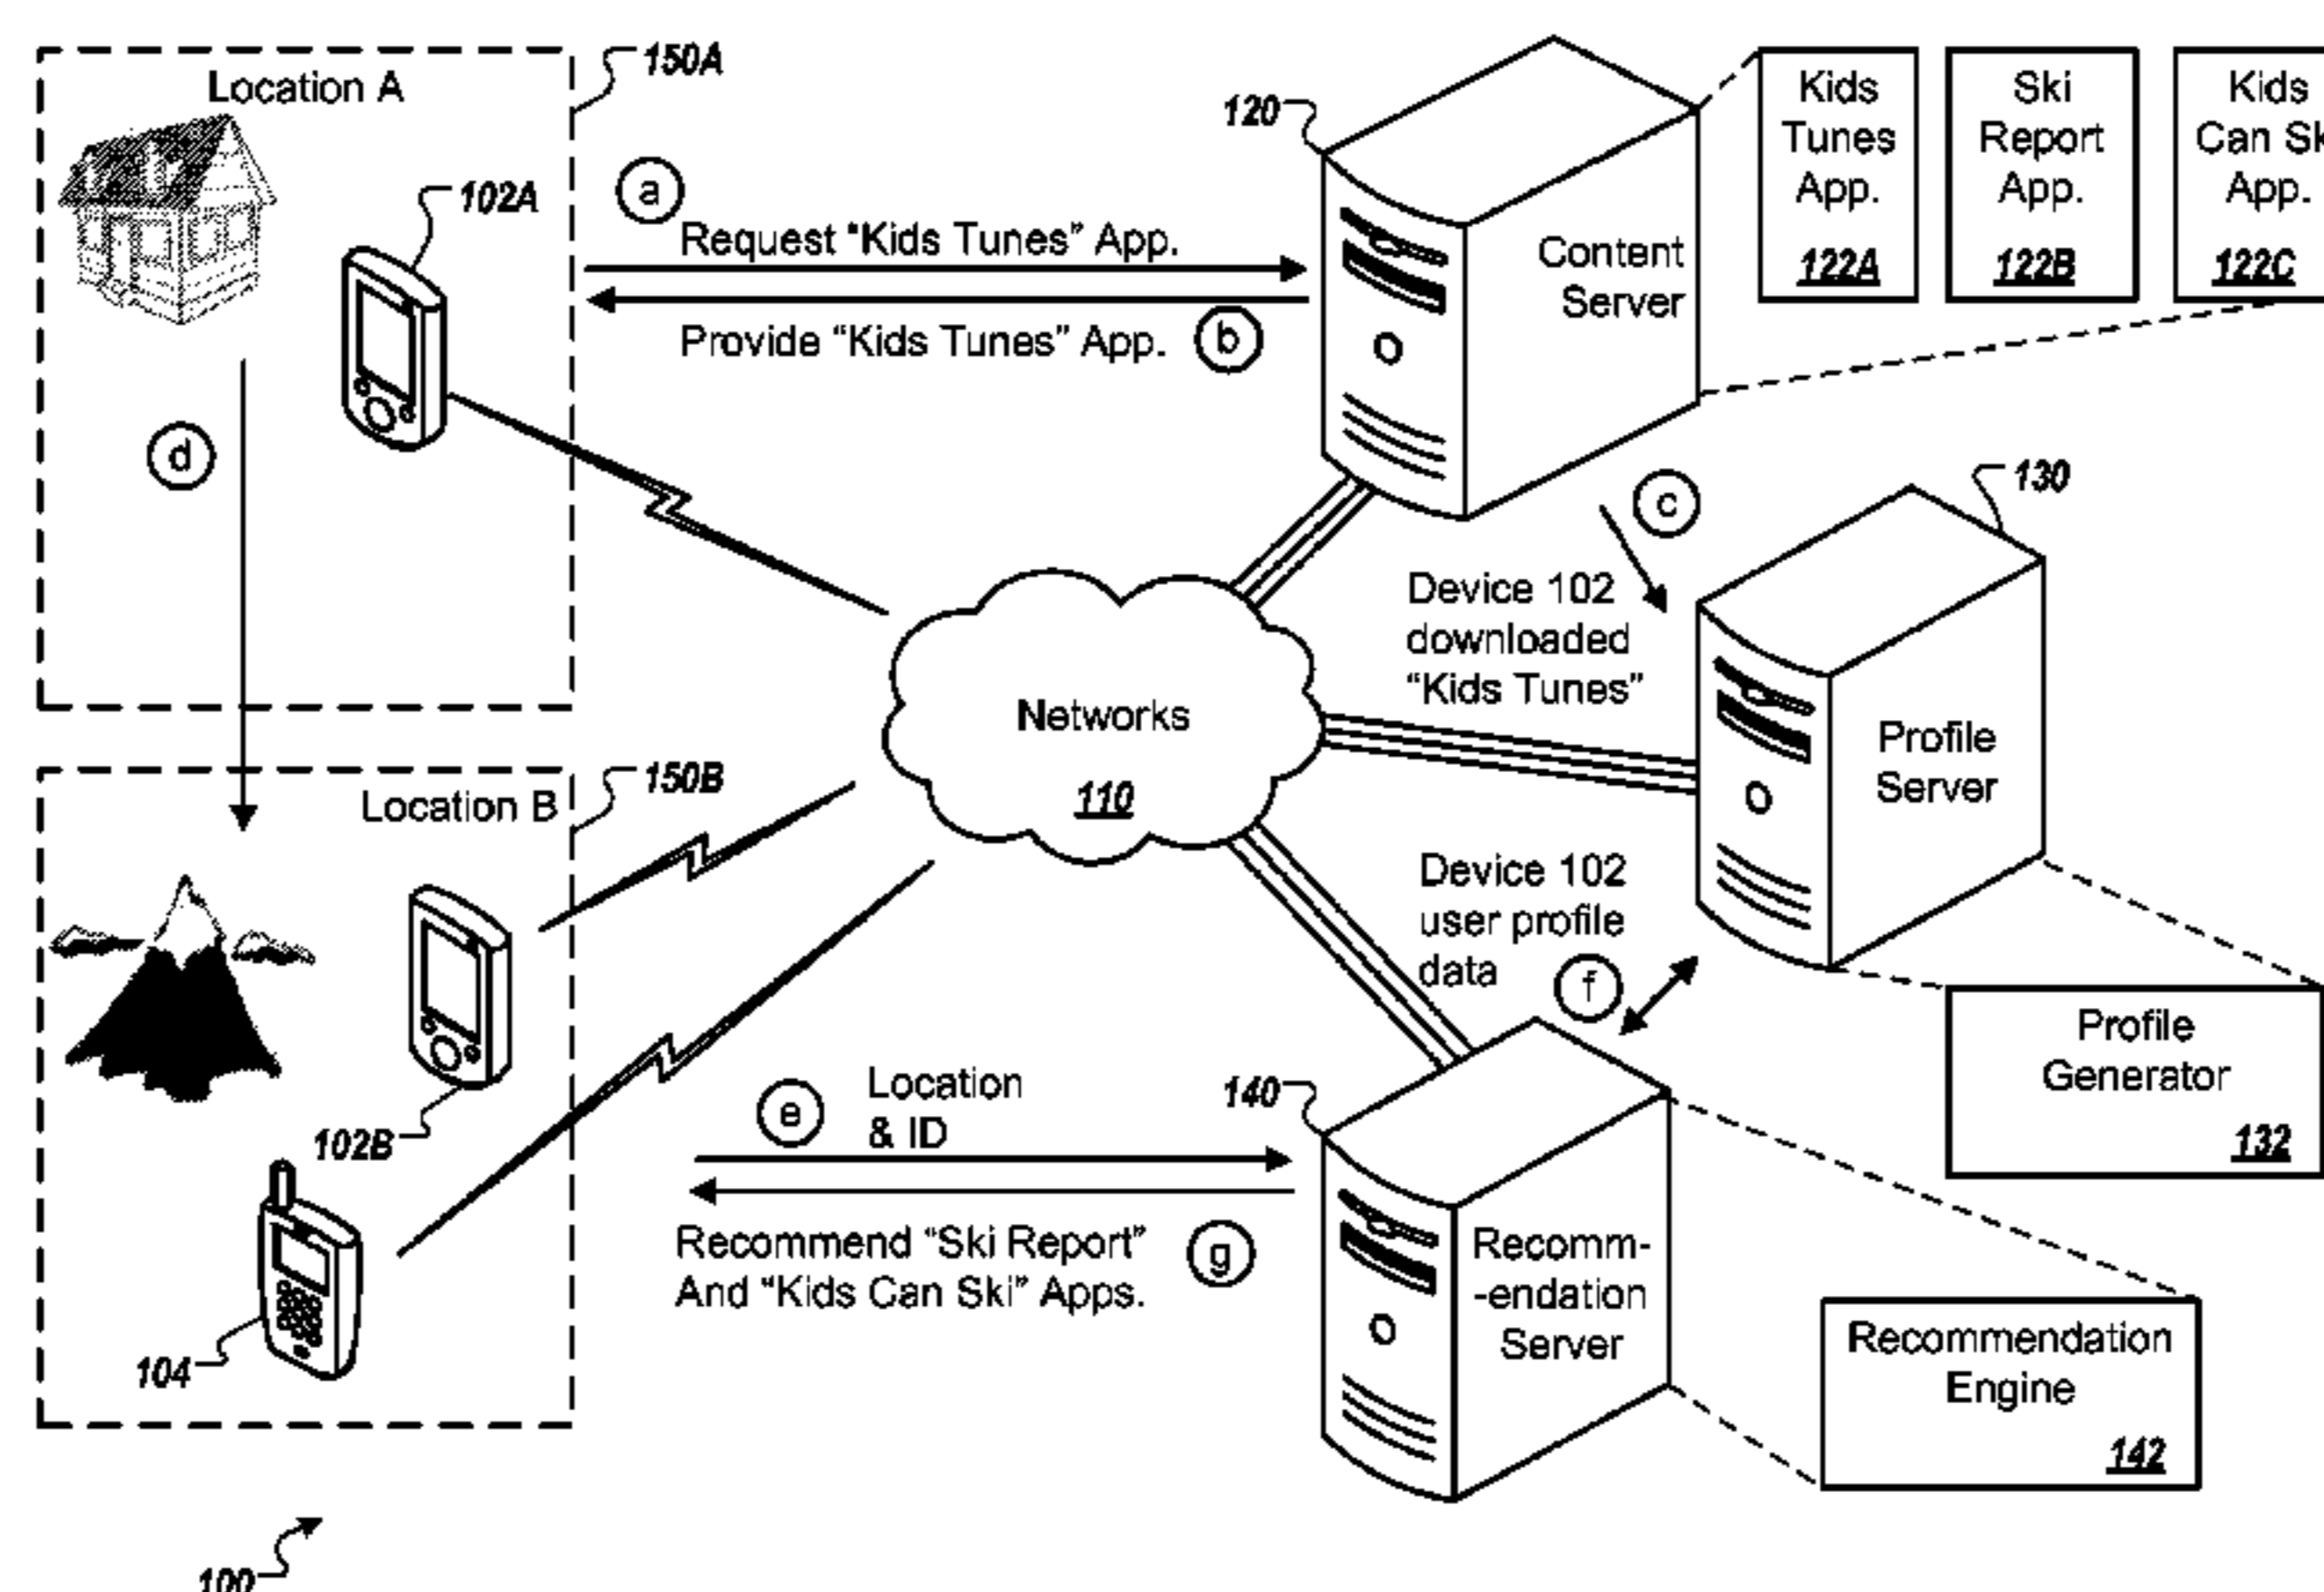 Location A
150A
102A
a
Request “Kids Tunes” App.
Provide “Kids Tunes” App.
b
d
120
Content
Server
Kids
Tunes
App.
122A
Ski
Report
App.
122B
Kids
Can
App.
122C
c
130
Device 102
downloaded
“Kids Tunes”
Networks
110
Profile
Server
Location B
150B
102B
104
Device 102
user profile
data
f
Profile
Generator
132
e
Location
& ID
140
Recommend “Ski Report”
And “Kids Can Ski” Apps.
g
Recomm-
-endation
Server
Recommendation
Engine
142
100